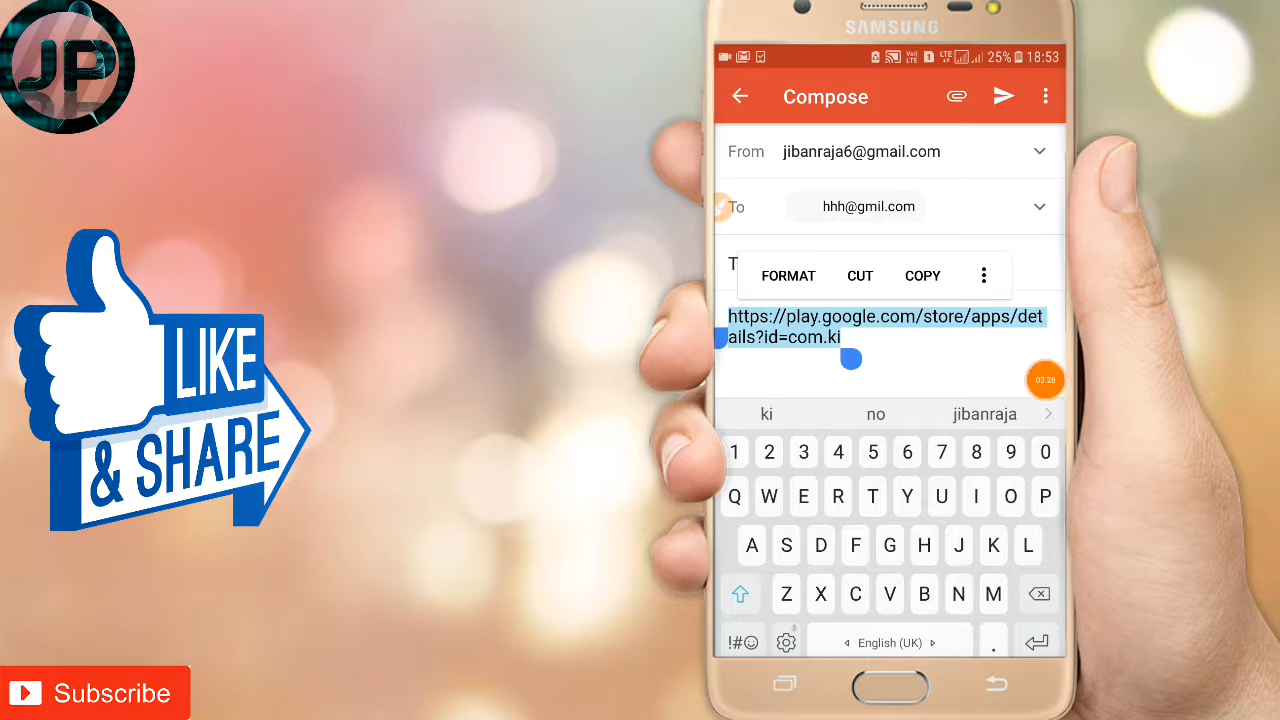 JP
LIKE
& SHARE
Subscribe
SAMSUNG
LTE 25% 18:53
Compose
From jibanraja6@gmail.com
To hhh@gmil.com
T
FORMAT CUT COPY
https://play.google.com/store/apps/det
ails?id=com.ki
03:28
ki no jibanraja
1 2 3 4 5 6 7 8 9 0
Q W E R T Y U I O P
A S D F G H J K L
Z X C V B N M
!#☺ English (UK) .